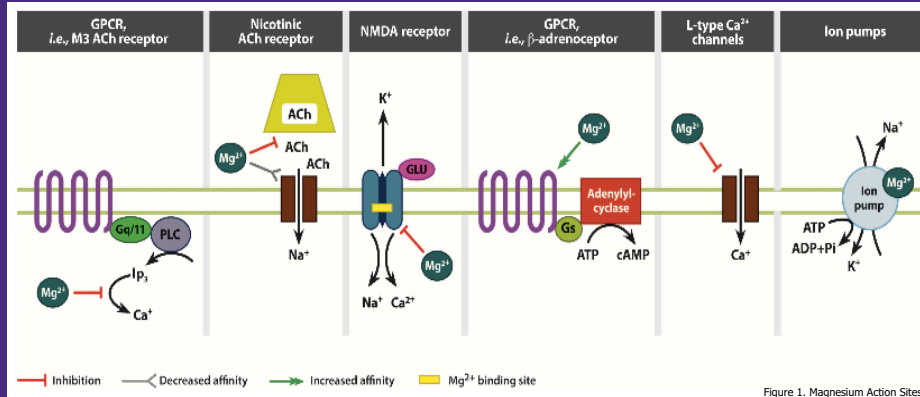 GPCR,
i.e., M3 ACh receptor
Nicotinic
ACh receptor
NMDA receptor
GPCR,
i.e., β-adrenoceptor
L-type Ca²⁺
channels
Ion pumps
Gq/11
PLC
Ip₃
Mg²⁺
Ca⁺
ACh
Mg²⁺
ACh
ACh
Na⁺
K⁺
GLU
Mg²⁺
Na⁺ Ca²⁺
Mg²⁺
Adenylyl-
cyclase
Gs
ATP cAMP
Mg²⁺
Ca⁺
Na⁺
Mg²⁺
Ion
pump
ATP
ADP+Pi
K⁺
Inhibition
Decreased affinity
Increased affinity
Mg²⁺ binding site
Figure 1. Magnesium Action Sites